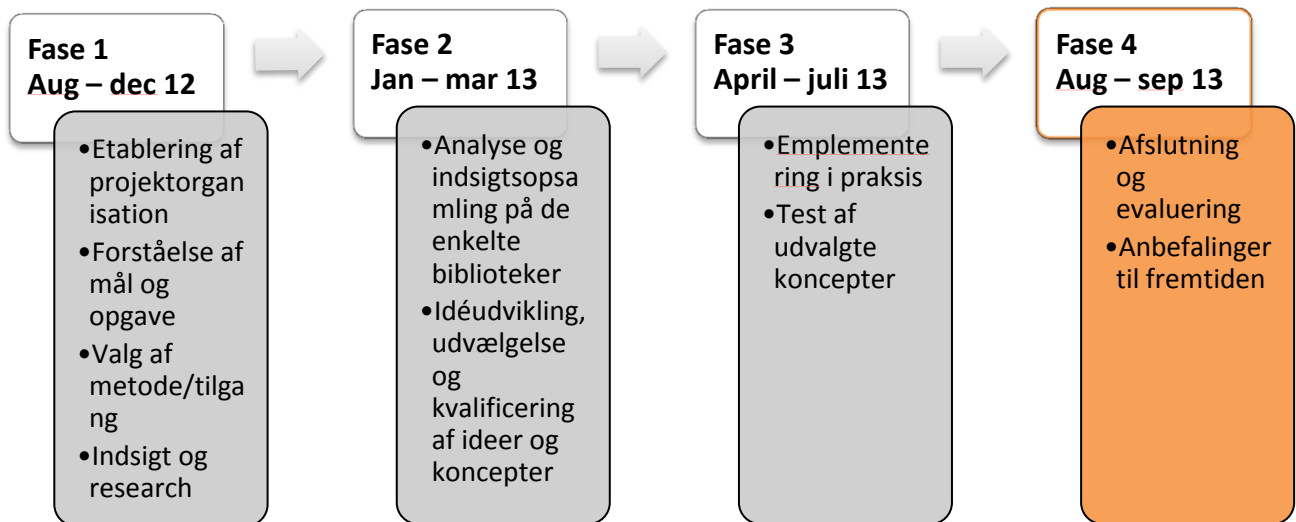 Fase 1
Aug – dec 12
•Etablering af
projektorgan
isation
•Forståelse af
mål og
opgave
•Valg af
metode/tilga
ng
•Indsigt og
research
Fase 2
Jan – mar 13
•Analyse og
indsigtsopsa
mling på de
enkelte
biblioteker
•Idéudvikling,
udvælgelse
og
kvalificering
af ideer og
koncepter
Fase 3
April – juli 13
•Emplemente
ring i praksis
•Test af
udvalgte
koncepter
Fase 4
Aug – sep 13
•Afslutning
og
evaluering
•Anbefalinger
til fremtiden